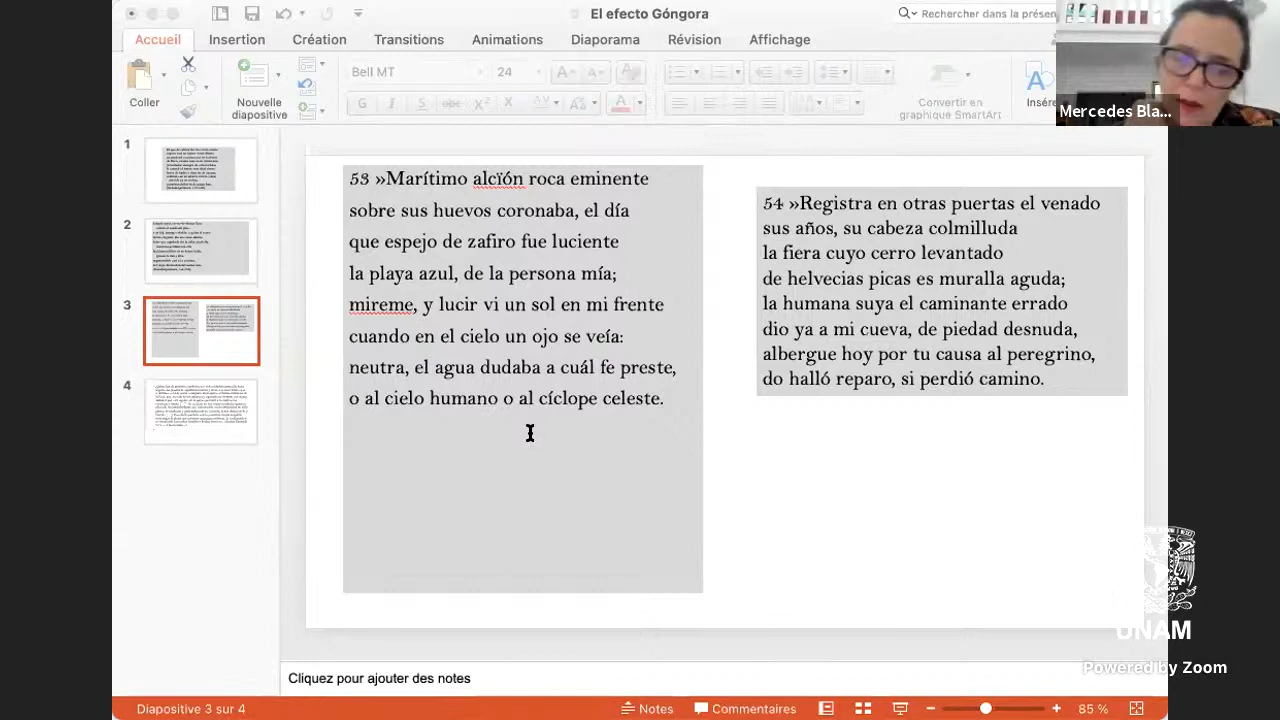 El efecto Góngora
Rechercher dans la présen
Accueil
Insertion
Création
Transitions
Animations
Diaporama
Révision
Affichage
Coller
Nouvelle
diapositive
Bell MT
24
Convertir en
graphique SmartArt
Insére
Mercedes Bla...
1
2
3
4
Marítimo alcïón roca eminente
sobre sus huevos coronaba, el día
que espejo de zafiro fue luciente
la playa azul, de la persona mía;
mireme, y lucir vi un sol en mi frente
cuando en el cielo un ojo se veía:
neutra, el agua dudaba a cuál fe preste,
o al cielo humano o al cíclope celeste.
54 »Registra en otras puertas el venado
sus años, su cabeza colmilluda
la fiera cuyo cerro levantado
de helvecias picas es muralla aguda;
la humana suya el caminante errado
dio ya a mi cueva, de piedad desnuda,
albergue hoy por tu causa al peregrino,
do halló reparo, si perdió camino.
UNAM
Powered by Zoom
Cliquez pour ajouter des notes
Diapositive 3 sur 4
Notes
Commentaires
85 %